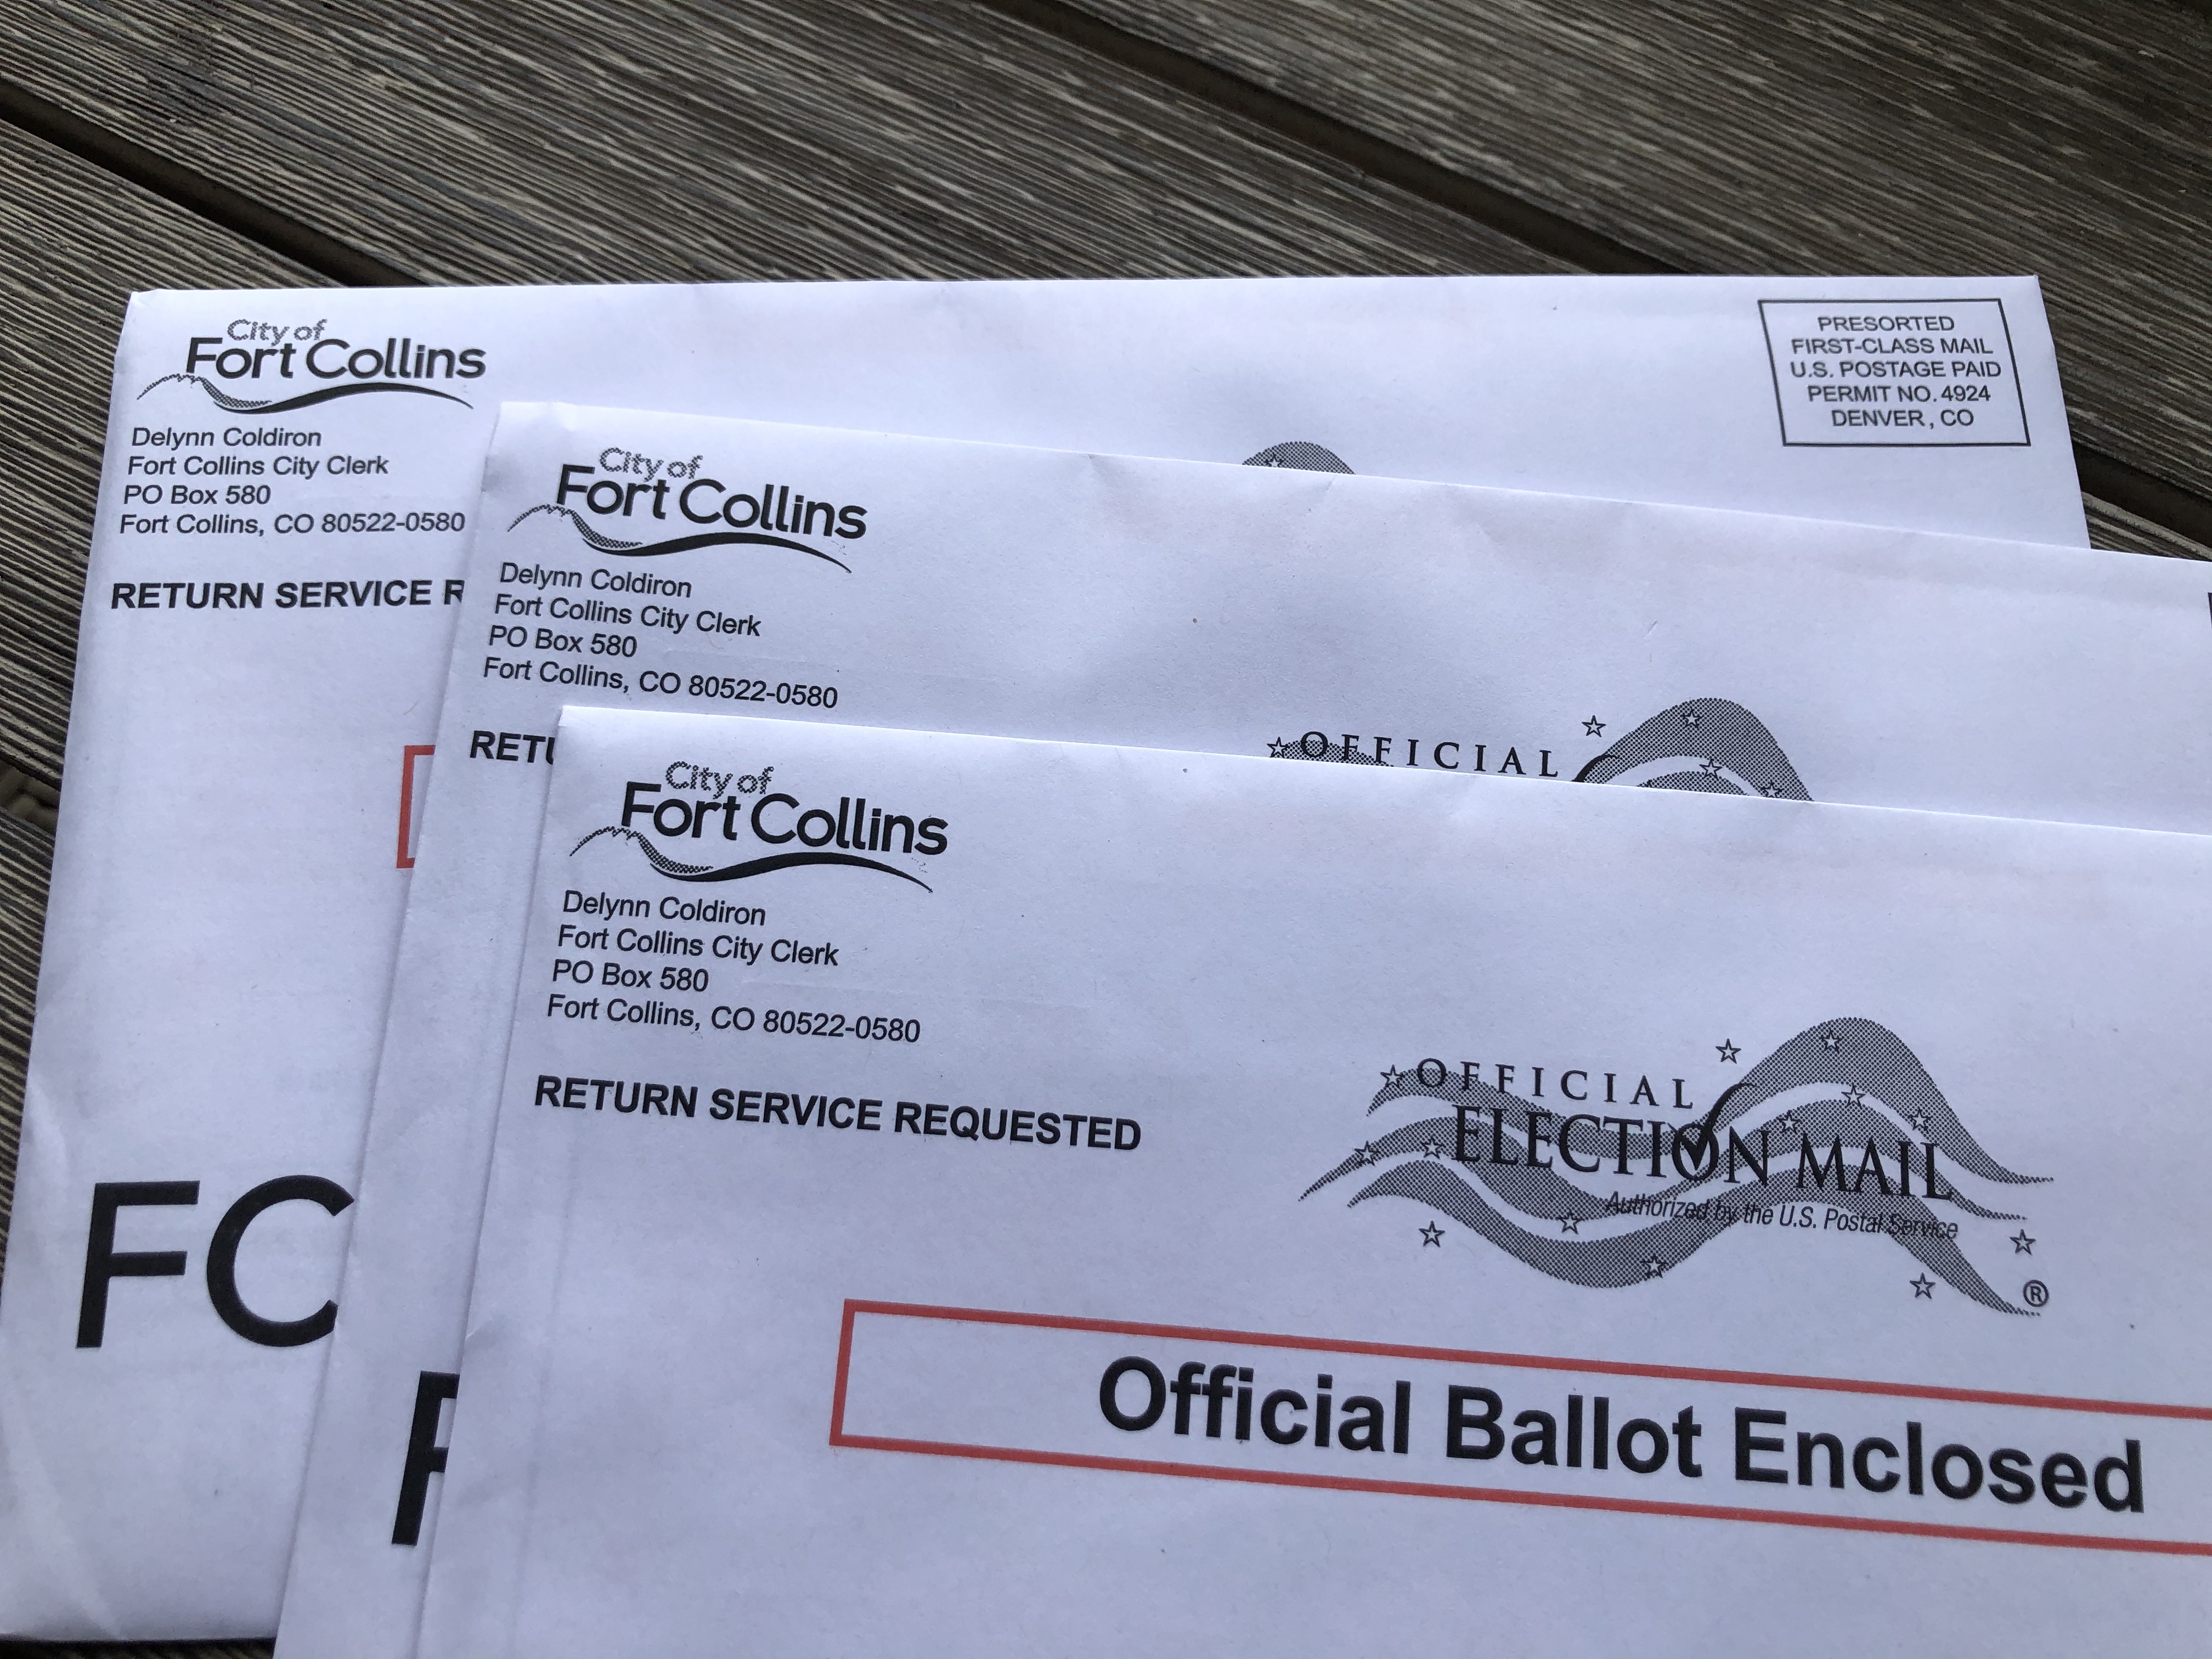 City of
Fort Collins
Delynn Coldiron
Fort Collins City Clerk
PO Box 580
Fort Collins, CO 80522-0580
RETURN SERVICE R
FC
PRESORTED
FIRST-CLASS MAIL
U.S. POSTAGE PAID
PERMIT NO. 4924
DENVER, CO
City of
Fort Collins
Delynn Coldiron
Fort Collins City Clerk
PO Box 580
Fort Collins, CO 80522-0580
RETU
F
OFFICIAL
City of
Fort Collins
Delynn Coldiron
Fort Collins City Clerk
PO Box 580
Fort Collins, CO 80522-0580
RETURN SERVICE REQUESTED
OFFICIAL
ELECTION MAIL
Authorized by the U.S. Postal Service
®
Official Ballot Enclosed